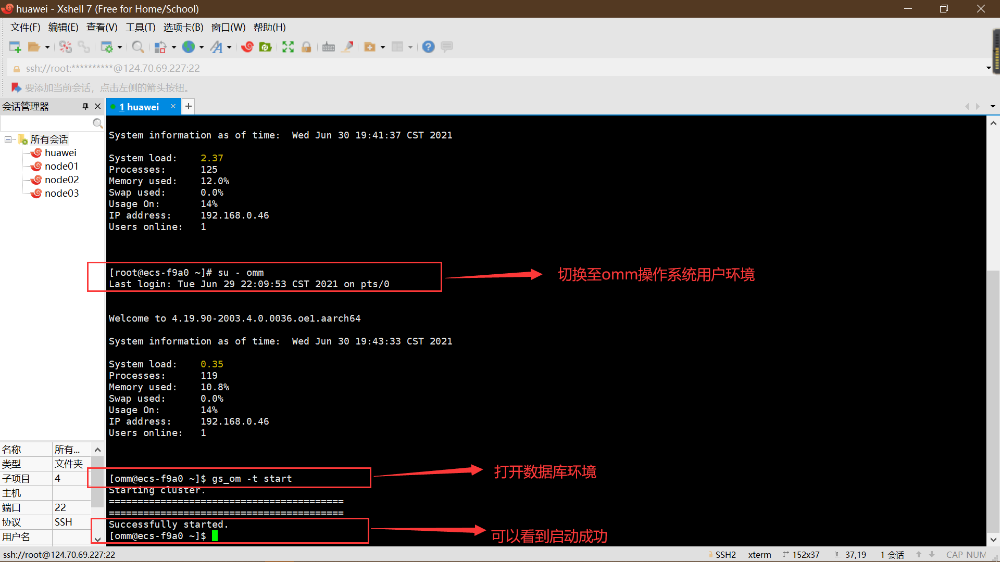 huawei - Xshell 7 (Free for Home/School)
文件(F) 编辑(E) 查看(V) 工具(T) 选项卡(B) 窗口(W) 帮助(H)
ssh://root:**********@124.70.69.227:22
要添加当前会话，点击左侧的箭头按钮。
会话管理器
1 huawei
所有会话
huawei
node01
node02
node03
System information as of time:  Wed Jun 30 19:41:37 CST 2021
System load:    2.37
Processes:      125
Memory used:    12.0%
Swap used:      0.0%
Usage On:       14%
IP address:     192.168.0.46
Users online:   1
[root@ecs-f9a0 ~]# su - omm
Last login: Tue Jun 29 22:09:53 CST 2021 on pts/0
切换至omm操作系统用户环境
Welcome to 4.19.90-2003.4.0.0036.oe1.aarch64
System information as of time:  Wed Jun 30 19:43:33 CST 2021
System load:    0.35
Processes:      119
Memory used:    10.8%
Swap used:      0.0%
Usage On:       14%
IP address:     192.168.0.46
Users online:   1
[omm@ecs-f9a0 ~]$ gs_om -t start
打开数据库环境
Starting cluster.
=========================================
=========================================
Successfully started.
[omm@ecs-f9a0 ~]$
可以看到启动成功
名称 所有...
类型 文件夹
子项目 4
主机
端口 22
协议 SSH
用户名
ssh://root@124.70.69.227:22 SSH2 xterm 152x37 37,19 1 会话 CAP NUM